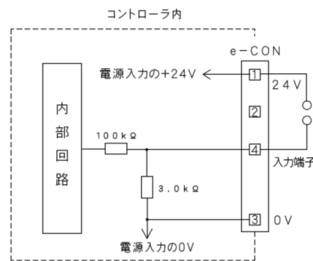 コントローラ内
e-CON
電源入力の+24V
1
24V
2
内部回路
100kΩ
4
入力端子
3.0kΩ
3
0V
電源入力の0V